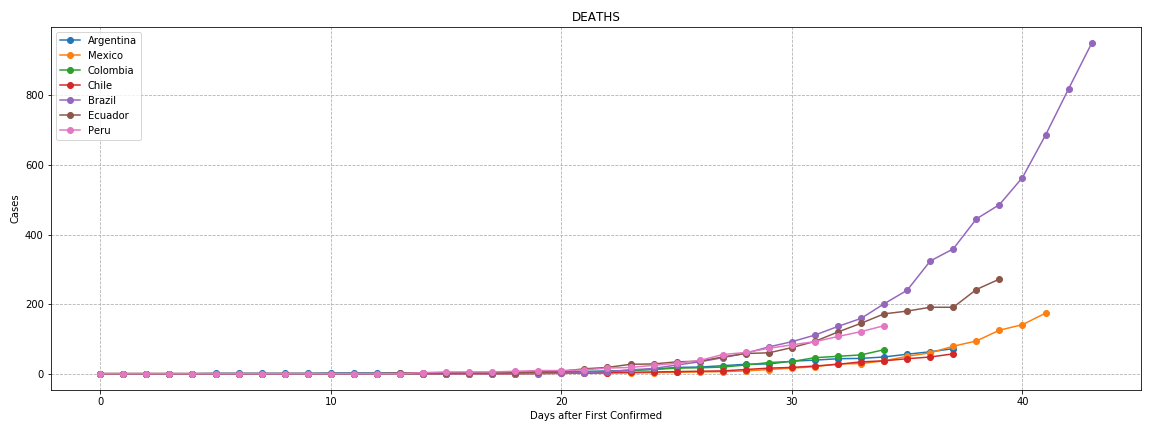 DEATHS
Argentina
Mexico
Colombia
Chile
Brazil
Ecuador
Peru
Cases
800
600
400
200
0
0 10 20 30 40
Days after First Confirmed